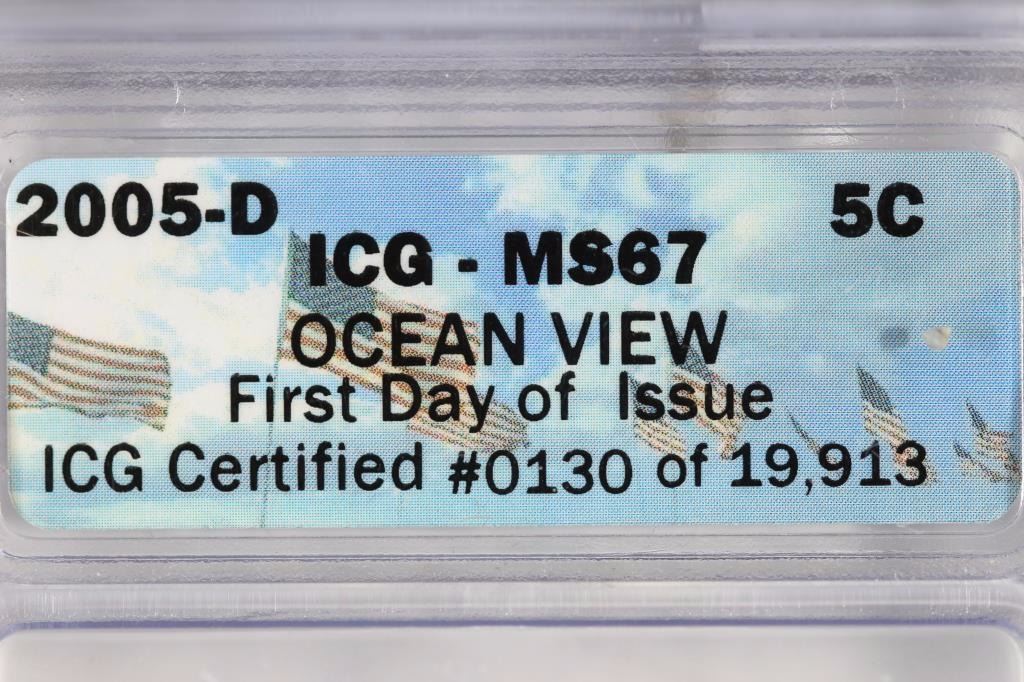 2005-D 5C
ICG - MS67
OCEAN VIEW
First Day of Issue
ICG Certified #0130 of 19,913